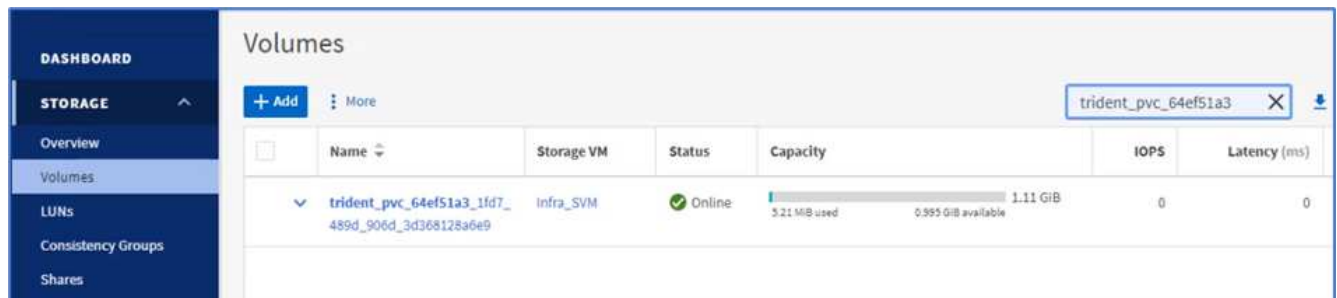 Volumes
DASHBOARD
STORAGE
Overview
Volumes
LUNs
Consistency Groups
Shares
+ Add
More
trident_pvc_64ef51a3
Name
Storage VM
Status
Capacity
IOPS
Latency (ms)
trident_pvc_64ef51a3_1fd7_
489d_906d_3d368128a6e9
Infra_SVM
Online
5.21 MiB used
0.995 GiB available
1.11 GiB
0
0